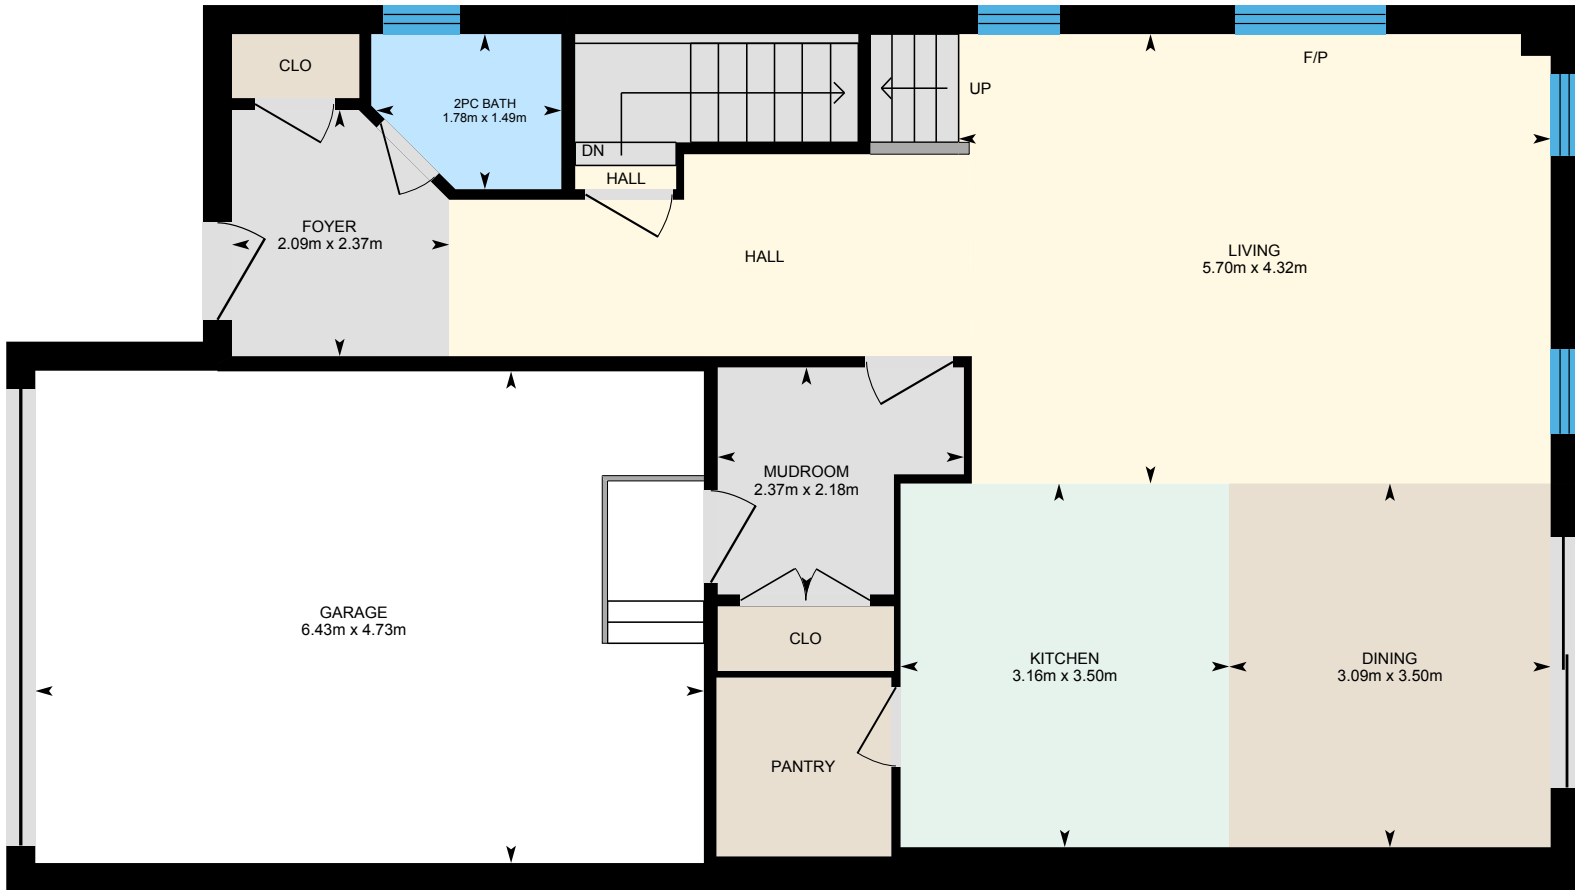 CLO
2PC BATH
1.78m x 1.49m
F/P
UP
DN
HALL
FOYER
2.09m x 2.37m
HALL
LIVING
5.70m x 4.32m
MUDROOM
2.37m x 2.18m
GARAGE
6.43m x 4.73m
CLO
KITCHEN
3.16m x 3.50m
DINING
3.09m x 3.50m
PANTRY